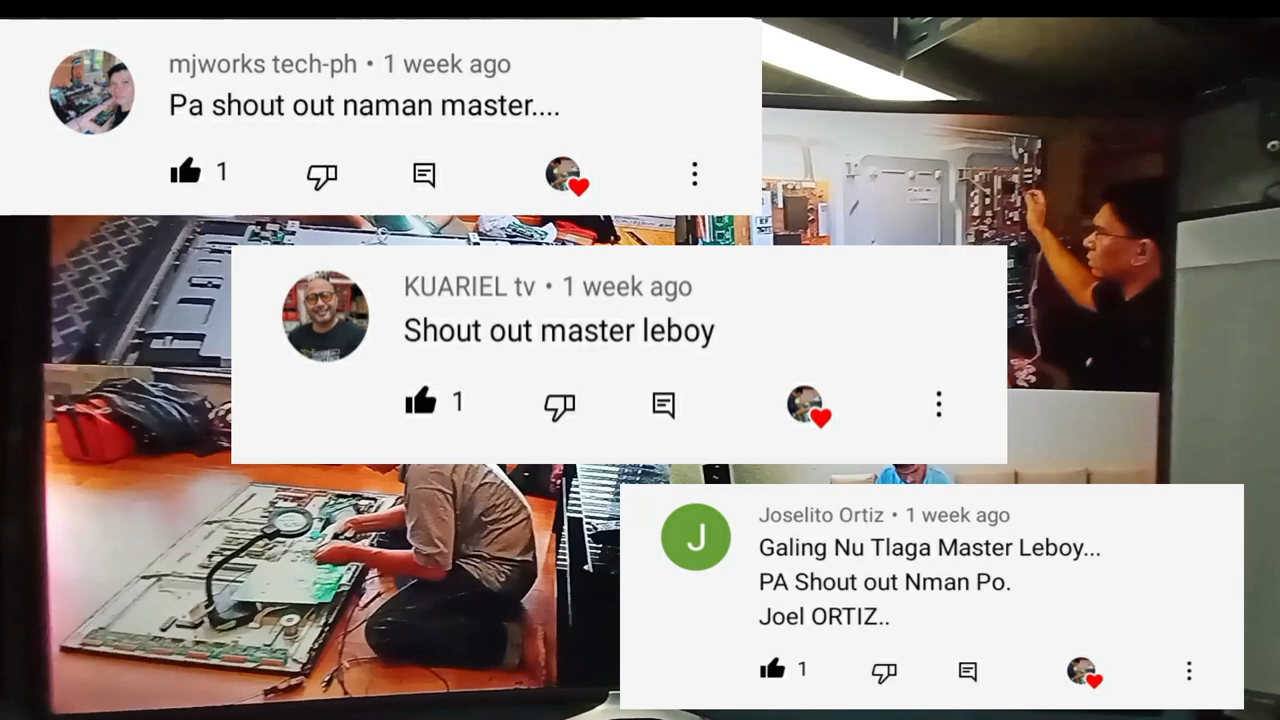 mjworks tech-ph • 1 week ago
Pa shout out naman master....
1
KUARIEL tv • 1 week ago
Shout out master leboy
1
J
Joselito Ortiz • 1 week ago
Galing Nu Tlaga Master Leboy...
PA Shout out Nman Po.
Joel ORTIZ..
1